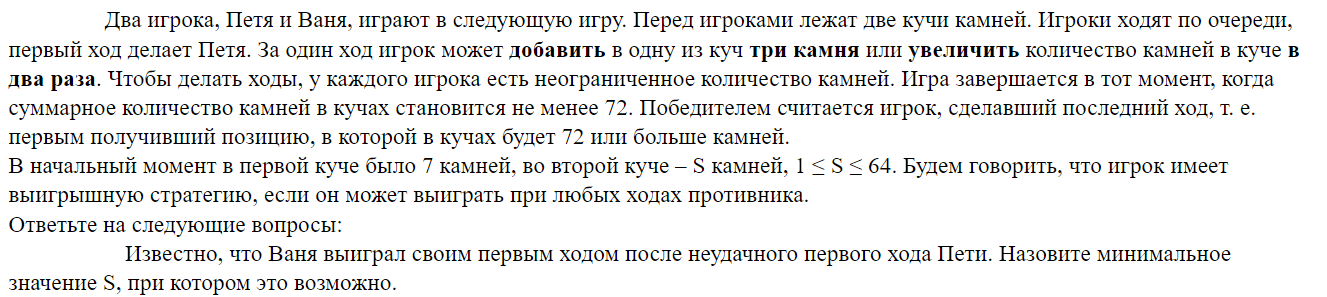 Два игрока, Петя и Ваня, играют в следующую игру. Перед игроками лежат две кучи камней. Игроки ходят по очереди,
первый ход делает Петя. За один ход игрок может добавить в одну из куч три камня или увеличить количество камней в куче в
два раза. Чтобы делать ходы, у каждого игрока есть неограниченное количество камней. Игра завершается в тот момент, когда
суммарное количество камней в кучах становится не менее 72. Победителем считается игрок, сделавший последний ход, т. е.
первым получивший позицию, в которой в кучах будет 72 или больше камней.
В начальный момент в первой куче было 7 камней, во второй куче – S камней, 1 ≤ S ≤ 64. Будем говорить, что игрок имеет
выигрышную стратегию, если он может выиграть при любых ходах противника.
Ответьте на следующие вопросы:
Известно, что Ваня выиграл своим первым ходом после неудачного первого хода Пети. Назовите минимальное
значение S, при котором это возможно.